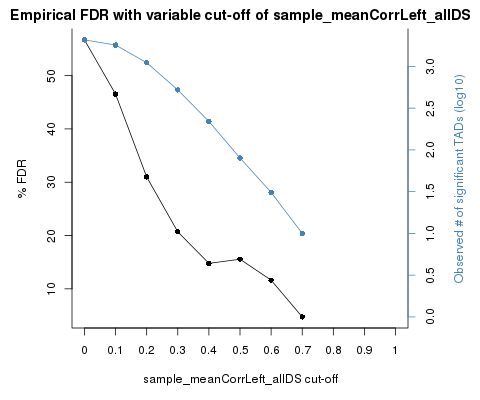 Empirical FDR with variable cut-off of sample_meanCorrLeft_allDS
% FDR
50
40
30
20
10
3.0
2.5
2.0
1.5
1.0
0.5
0.0
Observed # of significant TADs (log10)
0 0.1 0.2 0.3 0.4 0.5 0.6 0.7 0.8 0.9 1
sample_meanCorrLeft_allDS cut-off